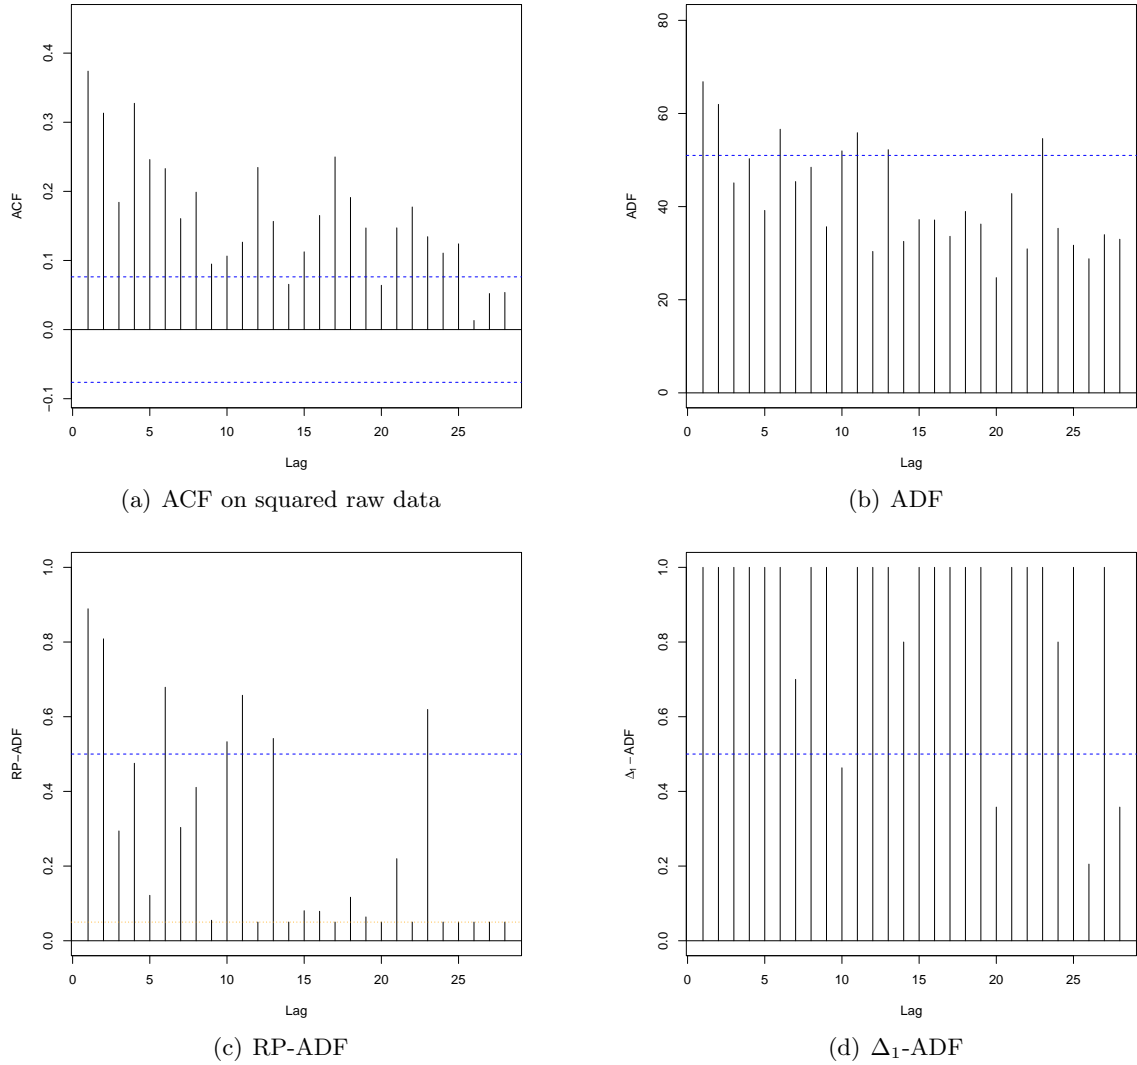 ACF
−0.1 0.0 0.1 0.2 0.3 0.4
0 5 10 15 20 25
Lag
(a) ACF on squared raw data
ADF
0 20 40 60 80
0 5 10 15 20 25
Lag
(b) ADF
RP−ADF
0.0 0.2 0.4 0.6 0.8 1.0
0 5 10 15 20 25
Lag
(c) RP-ADF
Δ₁−ADF
0.0 0.2 0.4 0.6 0.8 1.0
0 5 10 15 20 25
Lag
(d) Δ₁-ADF